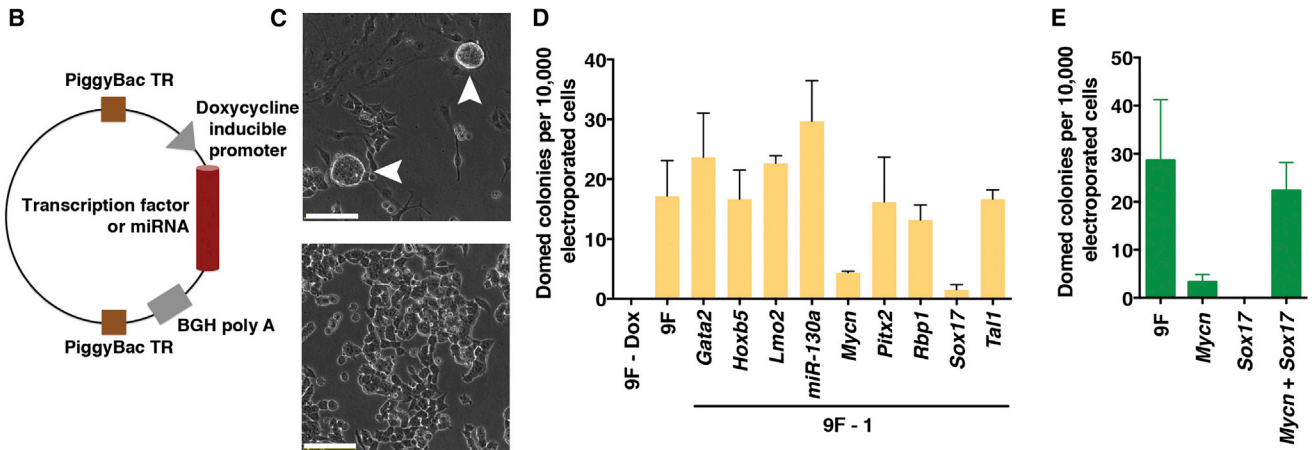 B
PiggyBac TR
Doxycycline
inducible
promoter
Transcription factor
or miRNA
BGH poly A
PiggyBac TR
C
D
Domed colonies per 10,000
electroporated cells
40
30
20
10
0
9F - Dox
9F
Gata2
Hoxb5
Lmo2
miR-130a
Mycn
Pitx2
Rbp1
Sox17
Tal1
9F - 1
E
Domed colonies per 10,000
electroporated cells
50
40
30
20
10
0
9F
Mycn
Sox17
Mycn + Sox17